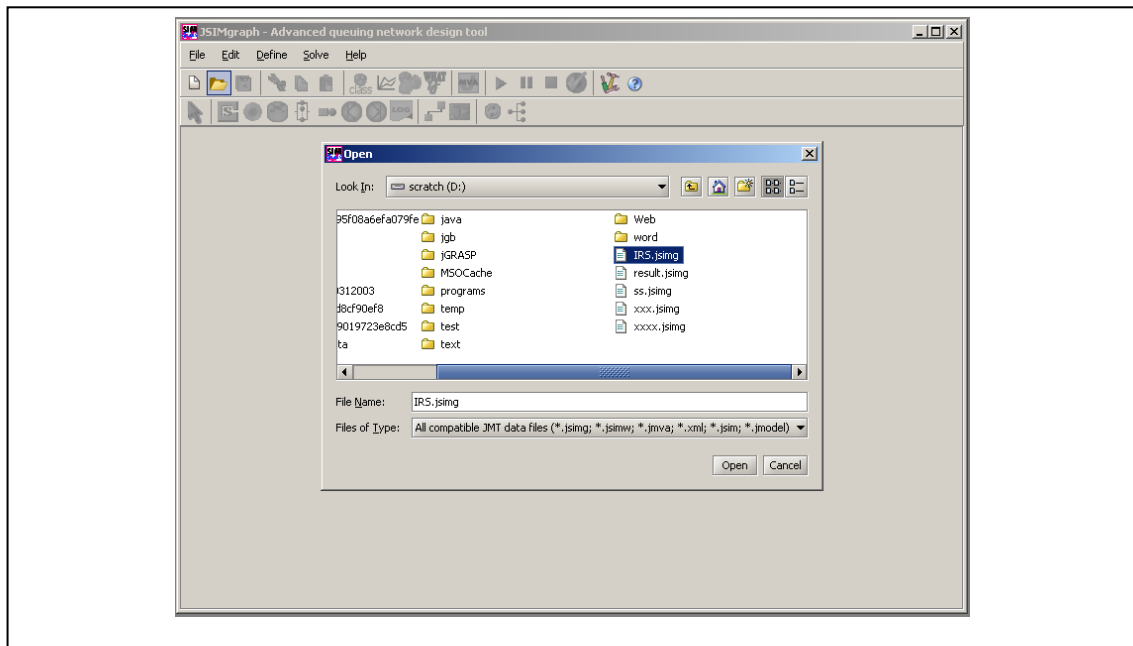 JSIMgraph - Advanced queuing network design tool
File Edit Define Solve Help
class MVA
LOG
Open
Look In: scratch (D:)
95f08a6efa079fe java Web
jgb word
jGRASP IRS.jsimg
MSOCache result.jsimg
0312003 programs ss.jsimg
d8cf90ef8 temp xxx.jsimg
9019723e8cd5 test xxxx.jsimg
ta text
File Name: IRS.jsimg
Files of Type: All compatible JMT data files (*.jsimg; *.jsimw; *.jmva; *.xml; *.jsim; *.jmodel)
Open Cancel